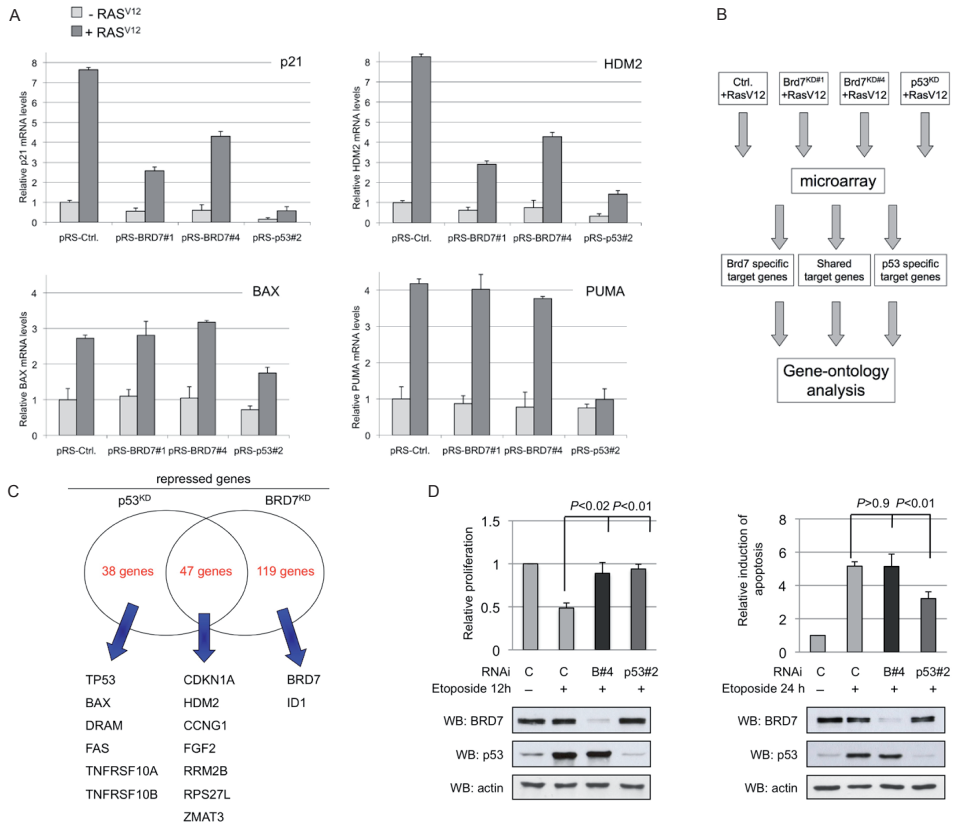 A
- RAS^V12
+ RAS^V12
p21
Relative p21 mRNA levels
8
7
6
5
4
3
2
1
0
pRS-Ctrl. pRS-BRD7#1 pRS-BRD7#4 pRS-p53#2
HDM2
Relative HDM2 mRNA levels
8
7
6
5
4
3
2
1
0
pRS-Ctrl. pRS-BRD7#1 pRS-BRD7#4 pRS-p53#2
BAX
Relative BAX mRNA levels
4
3
2
1
0
pRS-Ctrl. pRS-BRD7#1 pRS-BRD7#4 pRS-p53#2
PUMA
Relative PUMA mRNA levels
4
3
2
1
0
pRS-Ctrl. pRS-BRD7#1 pRS-BRD7#4 pRS-p53#2
B
Ctrl. +RasV12
Brd7^KD#1 +RasV12
Brd7^KD#4 +RasV12
p53^KD +RasV12
microarray
Brd7 specific target genes
Shared target genes
p53 specific target genes
Gene-ontology
analysis
C
repressed genes
p53^KD BRD7^KD
38 genes 47 genes 119 genes
TP53 CDKN1A BRD7
BAX HDM2 ID1
DRAM CCNG1
FAS FGF2
TNFRSF10A RRM2B
TNFRSF10B RPS27L
ZMAT3
D
P<0.02 P<0.01
Relative proliferation
1.5
1
0.5
0
RNAi C C B#4 p53#2
Etoposide 12h – + + +
WB: BRD7
WB: p53
WB: actin
P>0.9 P<0.01
Relative induction of
apoptosis
8
6
4
2
0
RNAi C C B#4 p53#2
Etoposide 24 h – + + +
WB: BRD7
WB: p53
WB: actin